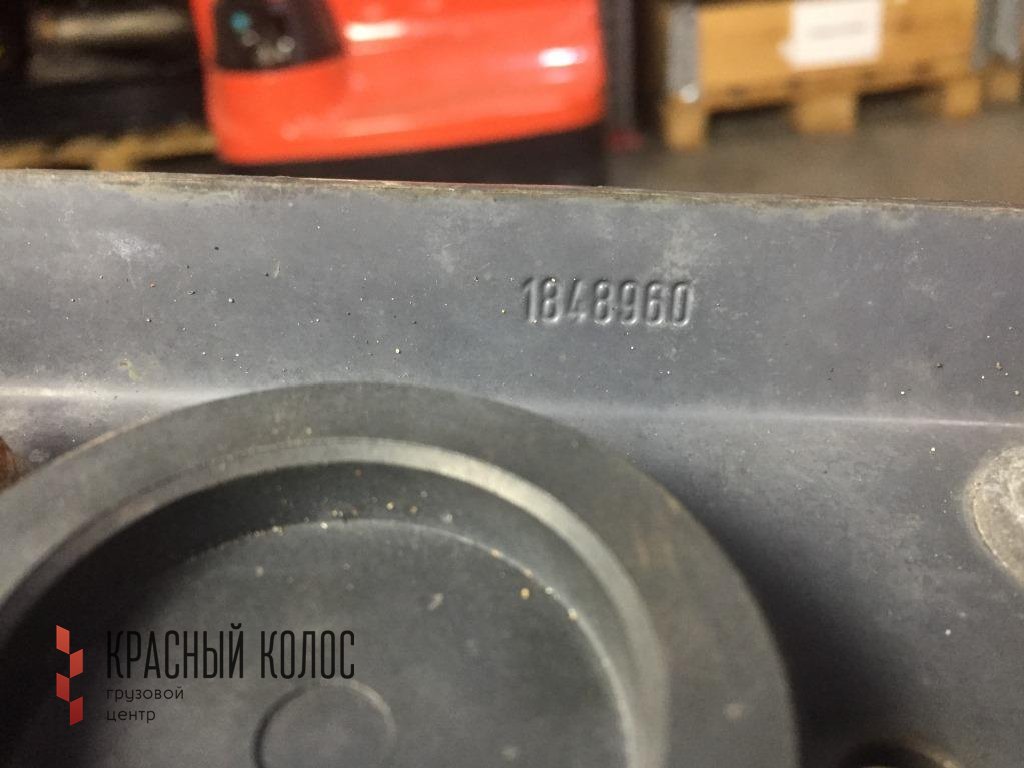 1848960
КРАСНЫЙ КОЛОС
грузовой
центр